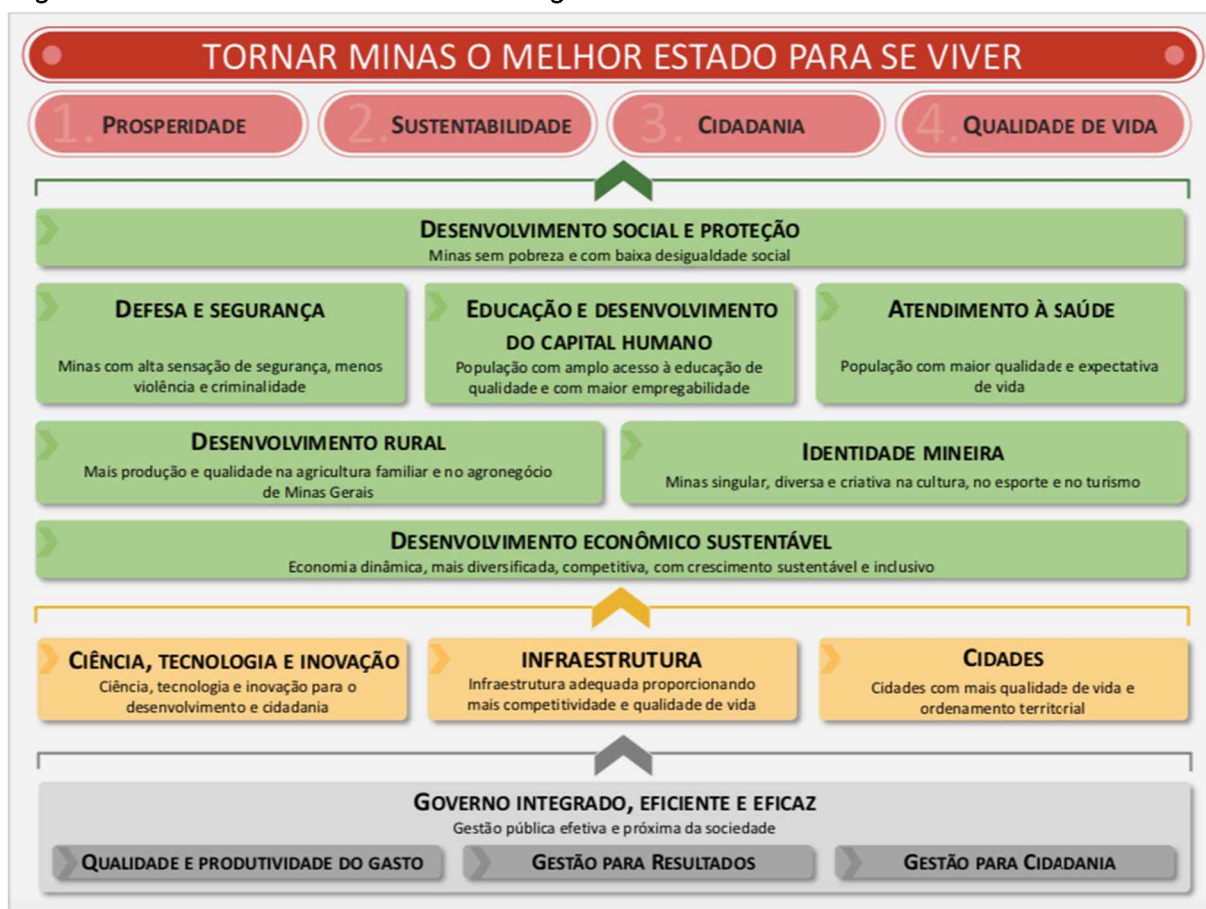 TORNAR MINAS O MELHOR ESTADO PARA SE VIVER
1. PROSPERIDADE
2. SUSTENTABILIDADE
3. CIDADANIA
4. QUALIDADE DE VIDA
DESENVOLVIMENTO SOCIAL E PROTEÇÃO
Minas sem pobreza e com baixa desigualdade social
DEFESA E SEGURANÇA
Minas com alta sensação de segurança, menos
violência e criminalidade
EDUCAÇÃO E DESENVOLVIMENTO
DO CAPITAL HUMANO
População com amplo acesso à educação de
qualidade e com maior empregabilidade
ATENDIMENTO À SAÚDE
População com maior qualidade e expectativa
de vida
DESENVOLVIMENTO RURAL
Mais produção e qualidade na agricultura familiar e no agronegócio
de Minas Gerais
IDENTIDADE MINEIRA
Minas singular, diversa e criativa na cultura, no esporte e no turismo
DESENVOLVIMENTO ECONÔMICO SUSTENTÁVEL
Economia dinâmica, mais diversificada, competitiva, com crescimento sustentável e inclusivo
CIÊNCIA, TECNOLOGIA E INOVAÇÃO
Ciência, tecnologia e inovação para o
desenvolvimento e cidadania
INFRAESTRUTURA
Infraestrutura adequada proporcionando
mais competitividade e qualidade de vida
CIDADES
Cidades com mais qualidade de vida e
ordenamento territorial
GOVERNO INTEGRADO, EFICIENTE E EFICAZ
Gestão pública efetiva e próxima da sociedade
QUALIDADE E PRODUTIVIDADE DO GASTO
GESTÃO PARA RESULTADOS
GESTÃO PARA CIDADANIA